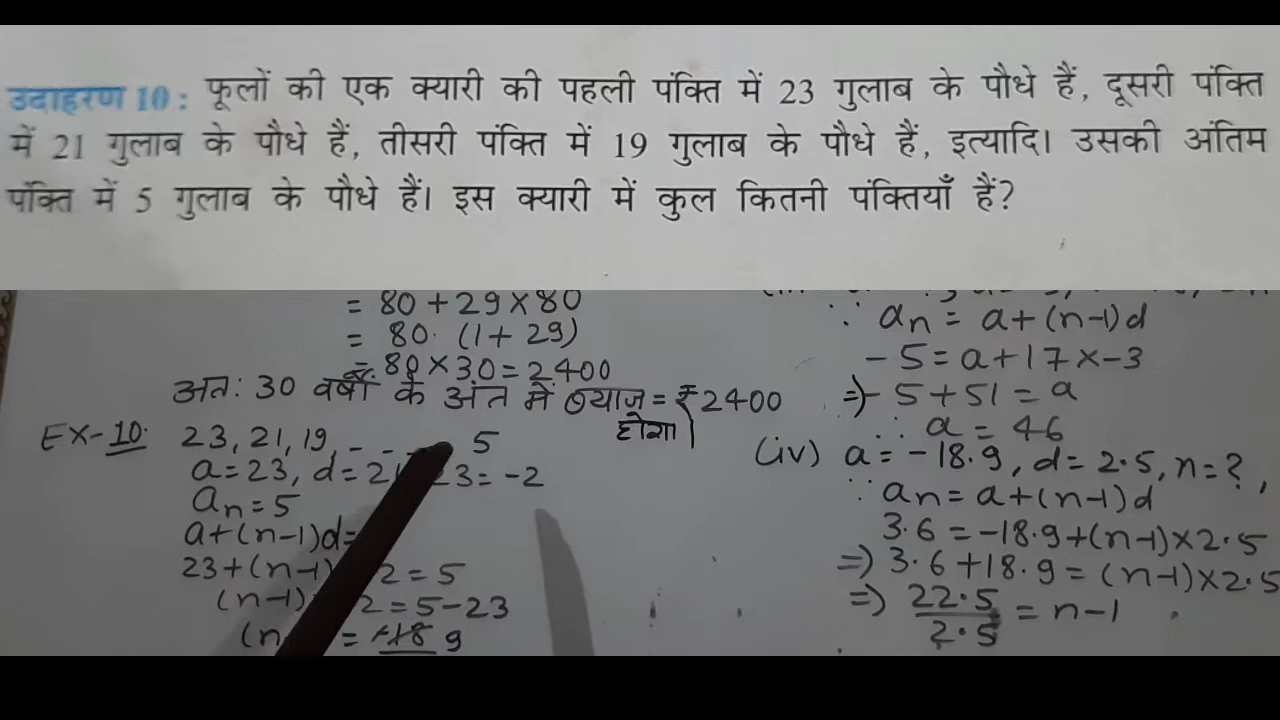 उदाहरण 10 : फूलों की एक क्यारी की पहली पंक्ति में 23 गुलाब के पौधे हैं, दूसरी पंक्ति
में 21 गुलाब के पौधे हैं, तीसरी पंक्ति में 19 गुलाब के पौधे हैं, इत्यादि। उसकी अंतिम
पंक्ति में 5 गुलाब के पौधे हैं। इस क्यारी में कुल कितनी पंक्तियाँ हैं?
= 80 + 29 × 80
= 80. (1 + 29)
= 80 × 30 = 2400
अत: 30 वर्षों के अंत में ब्याज = ₹ 2400
होगा
EX-10. 23, 21, 19, _ _ _ 5
a = 23, d = 21 23 = -2
an = 5
a + (n-1)d =
23 + (n-1) 2 = 5
(n-1) 2 = 5 - 23
(n = -18 9
∵ an = a + (n-1)d
- 5 = a + 17 × -3
⇒ - 5 + 51 = a
∴ a = 46
(iv) a = -18.9, d = 2.5, n = ?,
∵ an = a + (n-1)d
3.6 = -18.9 + (n-1) × 2.5
⇒) 3.6 + 18.9 = (n-1) × 2.5
⇒) 22.5 / 2.5 = n - 1